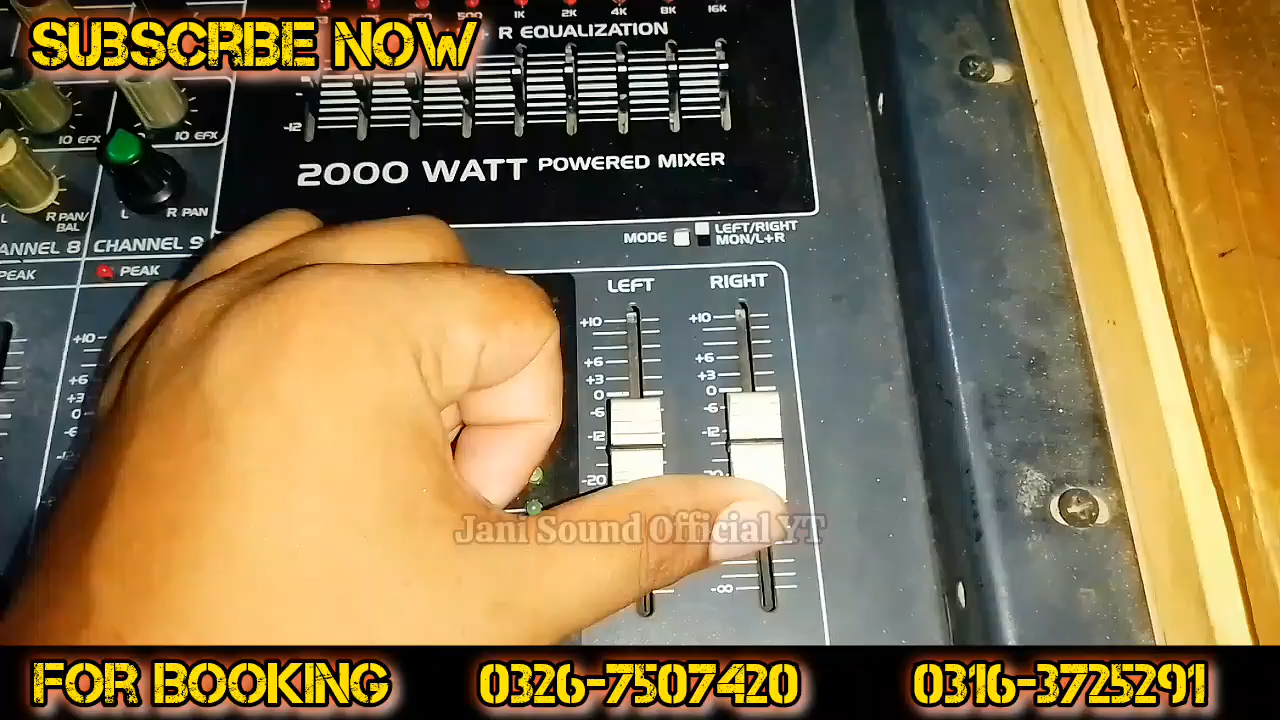 SUBSCRBE NOW
500 1K 2K 4K 8K 16K
R EQUALIZATION
-12
2000 WATT POWERED MIXER
10 EFX 10 EFX
L R PAN/BAL L R PAN
MODE LEFT/RIGHT
MON/L+R
CHANNEL 9
PEAK PEAK
LEFT RIGHT
+10 +10
+10
+6 +6
+3 +3
0 0
-6 -6
-12 -12
-20
+6
+3
0
-∞
Jani Sound Official YT
FOR BOOKING 0326-7507420 0316-3725291